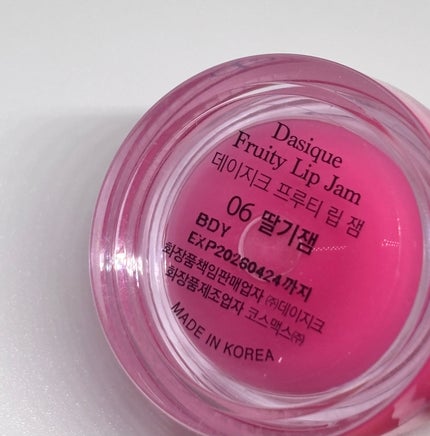 Dasique
Fruity Lip Jam
데이지크 프루티 립 잼
06 딸기잼
BDY
EXP20260424까지
화장품책임판매업자 ㈜데이지크
화장품제조업자 코스맥스㈜
MADE IN KOREA